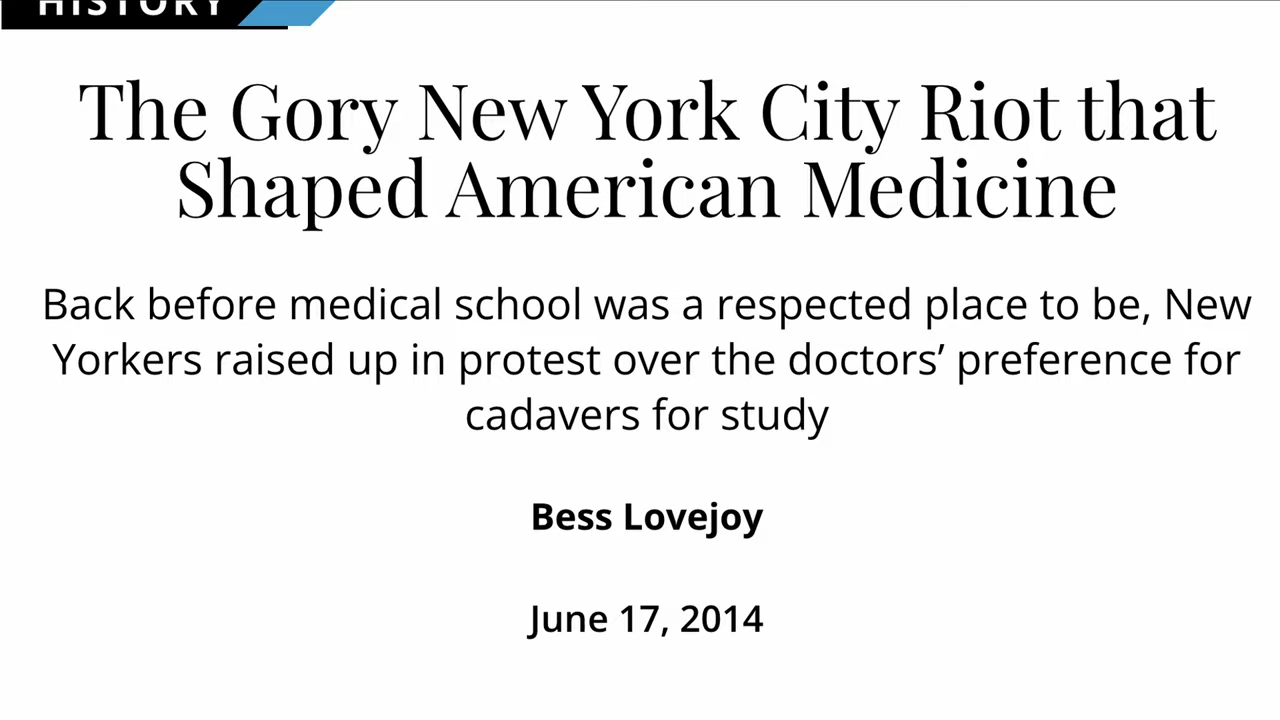 HISTORY
The Gory New York City Riot that
Shaped American Medicine
Back before medical school was a respected place to be, New
Yorkers raised up in protest over the doctors’ preference for
cadavers for study
Bess Lovejoy
June 17, 2014